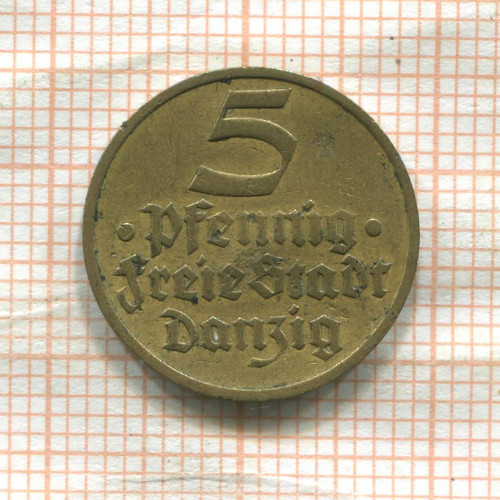 5
· Pfennig ·
Freie Stadt
Danzig